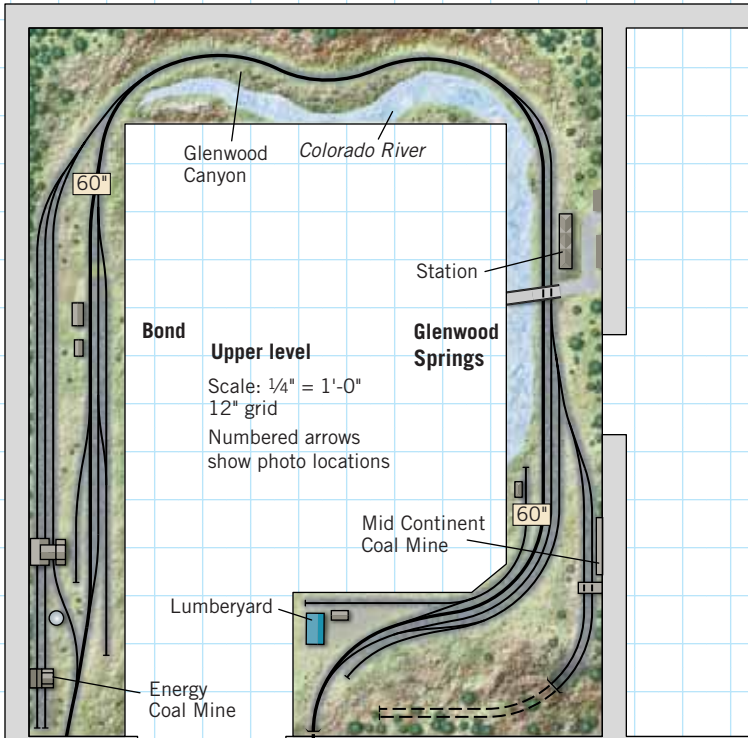 Glenwood
Canyon
Colorado River
60"
Station
Bond
Upper level
Scale: ¼" = 1'-0"
12" grid
Numbered arrows
show photo locations
Glenwood
Springs
60"
Mid Continent
Coal Mine
Lumberyard
Energy
Coal Mine